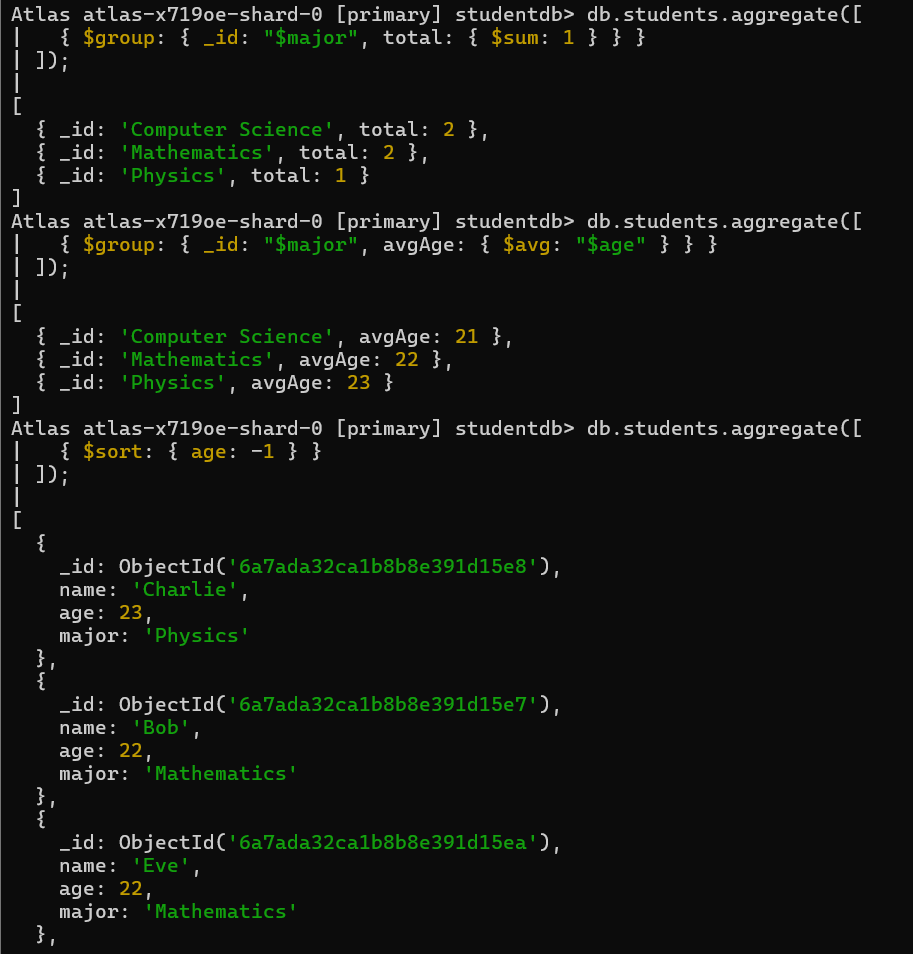 Atlas atlas-x719oe-shard-0 [primary] studentdb> db.students.aggregate([
|   { $group: { _id: "$major", total: { $sum: 1 } } }
| ]);
|
[
  { _id: 'Computer Science', total: 2 },
  { _id: 'Mathematics', total: 2 },
  { _id: 'Physics', total: 1 }
]
Atlas atlas-x719oe-shard-0 [primary] studentdb> db.students.aggregate([
|   { $group: { _id: "$major", avgAge: { $avg: "$age" } } }
| ]);
|
[
  { _id: 'Computer Science', avgAge: 21 },
  { _id: 'Mathematics', avgAge: 22 },
  { _id: 'Physics', avgAge: 23 }
]
Atlas atlas-x719oe-shard-0 [primary] studentdb> db.students.aggregate([
|   { $sort: { age: -1 } }
| ]);
|
[
  {
    _id: ObjectId('6a7ada32ca1b8b8e391d15e8'),
    name: 'Charlie',
    age: 23,
    major: 'Physics'
  },
  {
    _id: ObjectId('6a7ada32ca1b8b8e391d15e7'),
    name: 'Bob',
    age: 22,
    major: 'Mathematics'
  },
  {
    _id: ObjectId('6a7ada32ca1b8b8e391d15ea'),
    name: 'Eve',
    age: 22,
    major: 'Mathematics'
  },